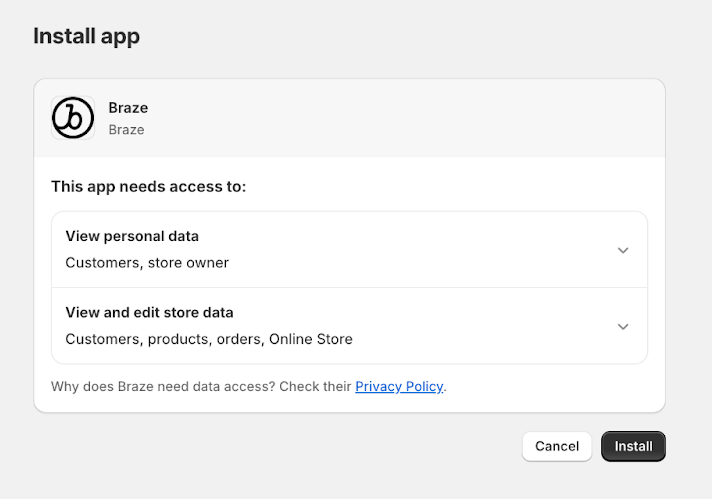 Install app
Braze
Braze
This app needs access to:
View personal data
Customers, store owner
View and edit store data
Customers, products, orders, Online Store
Why does Braze need data access? Check their Privacy Policy.
Cancel
Install